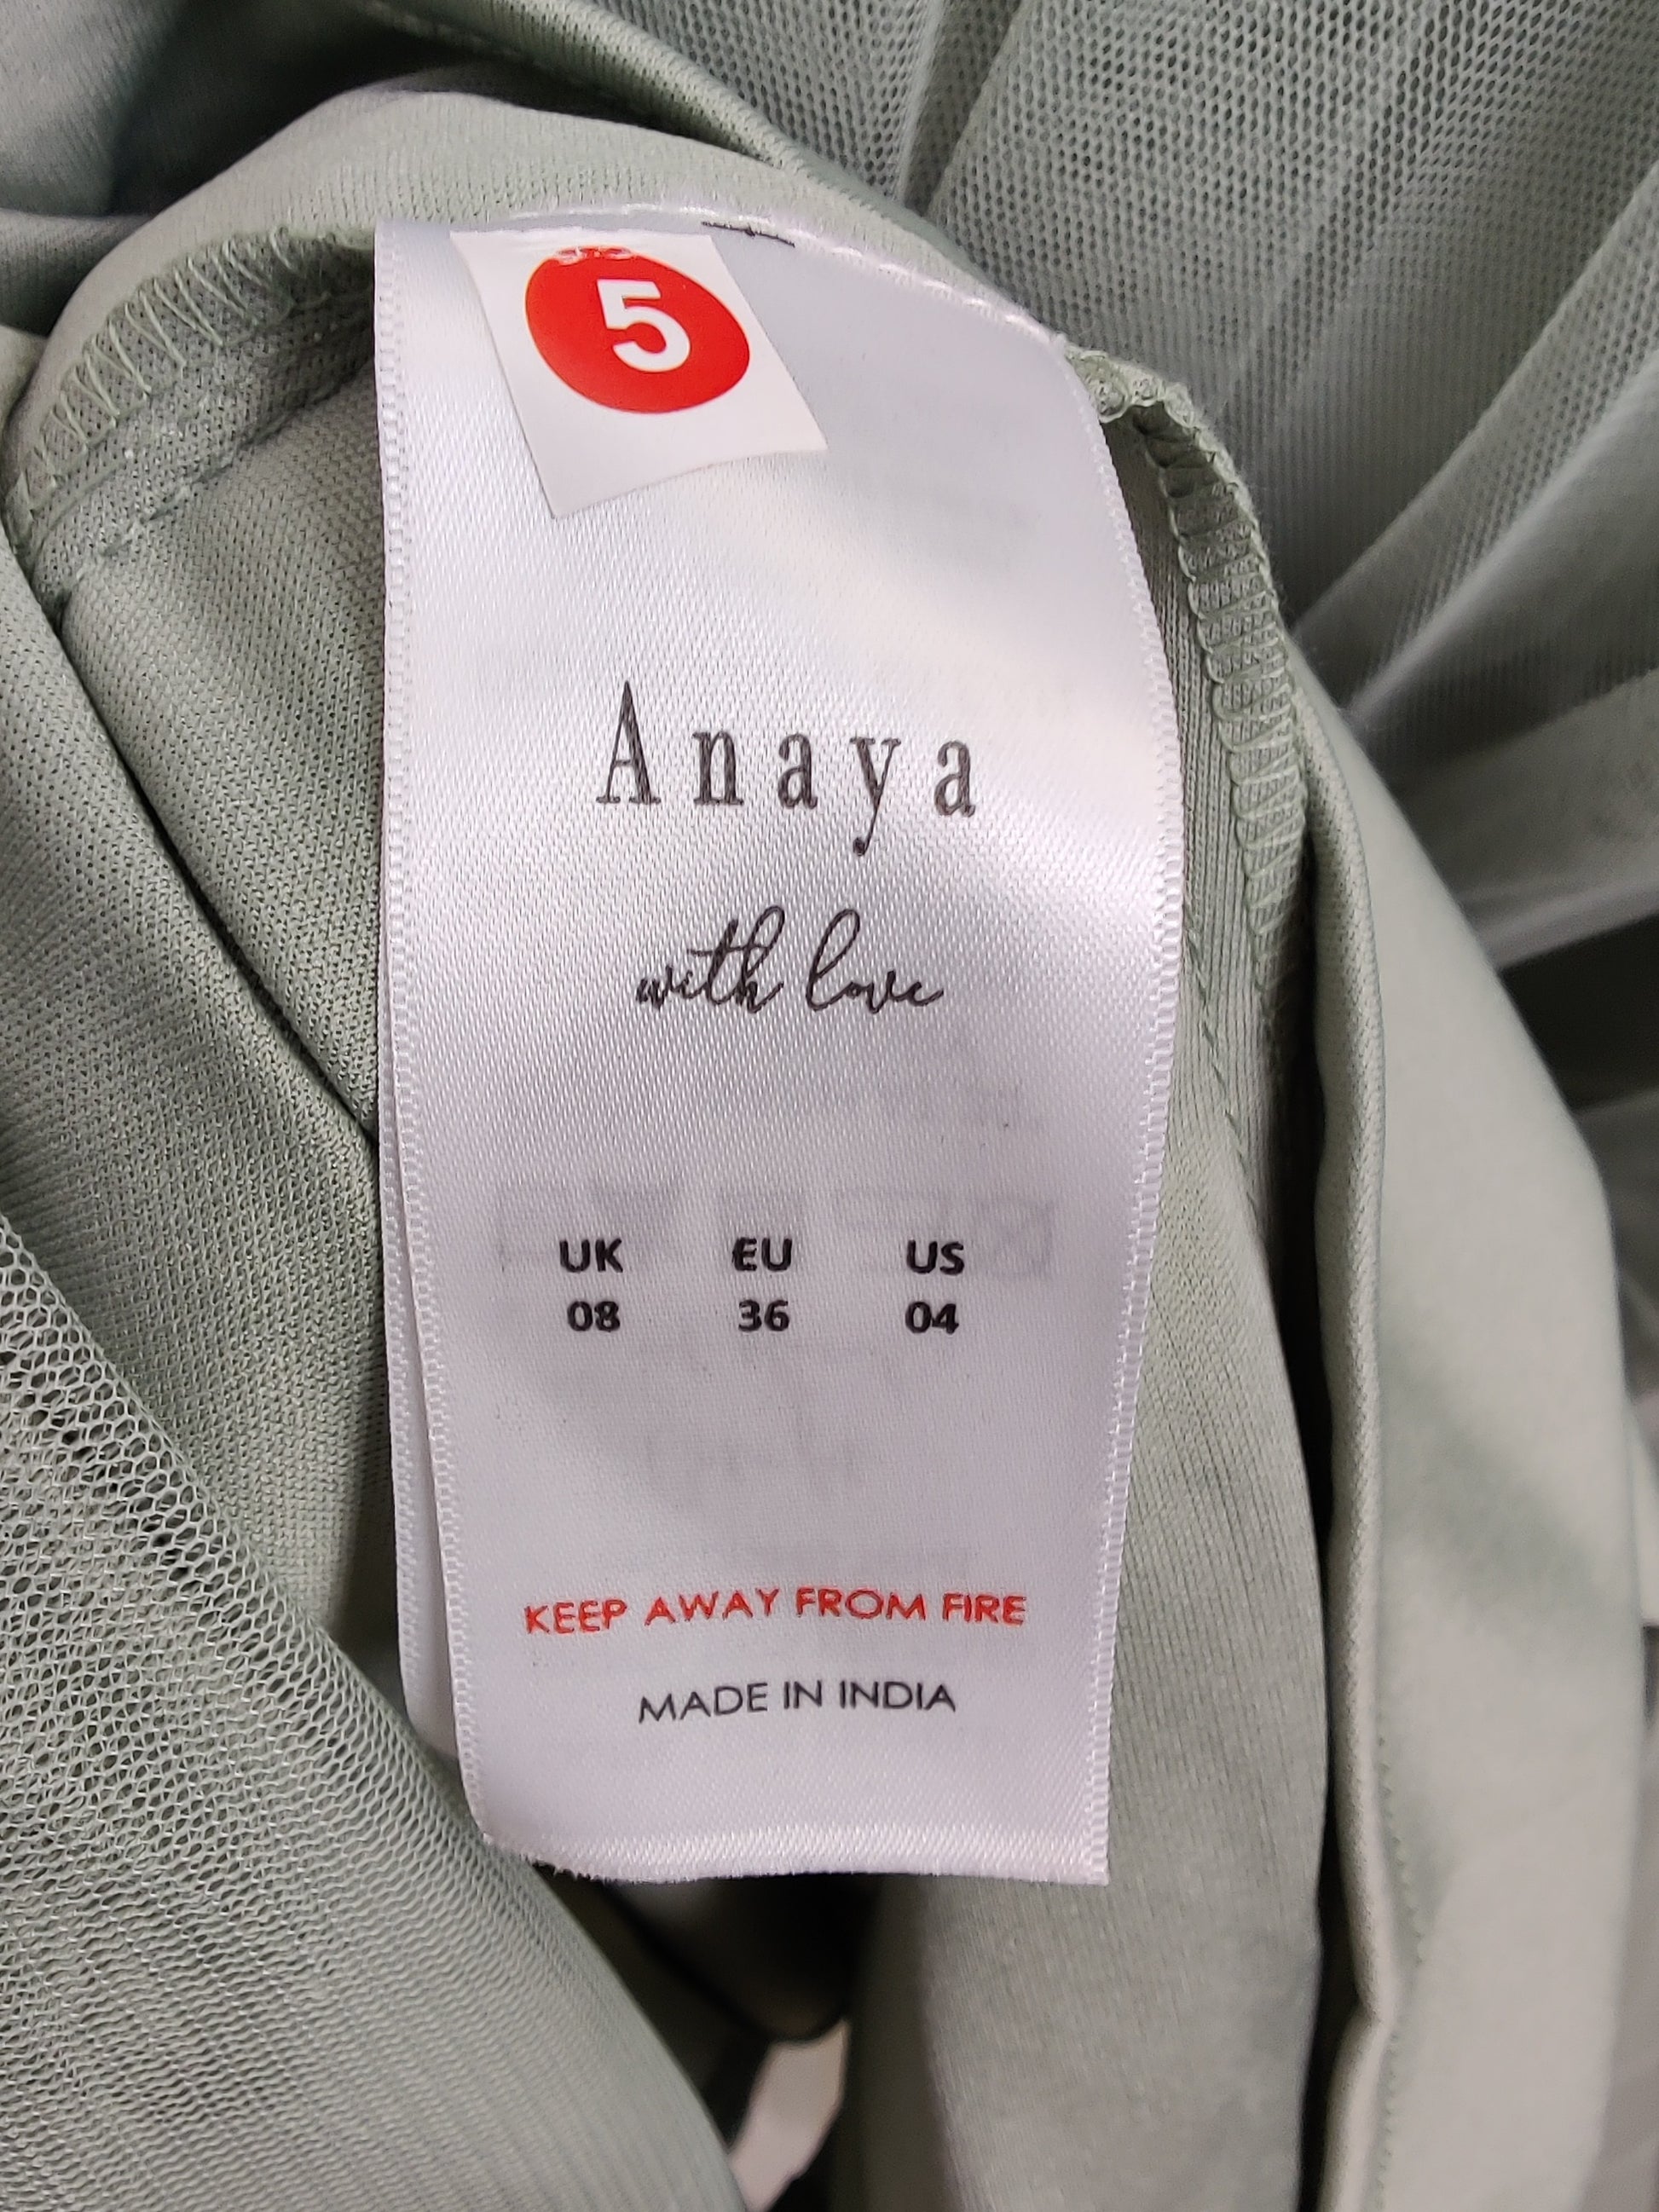 5
Anaya
with love
UK EU US
08 36 04
KEEP AWAY FROM FIRE
MADE IN INDIA